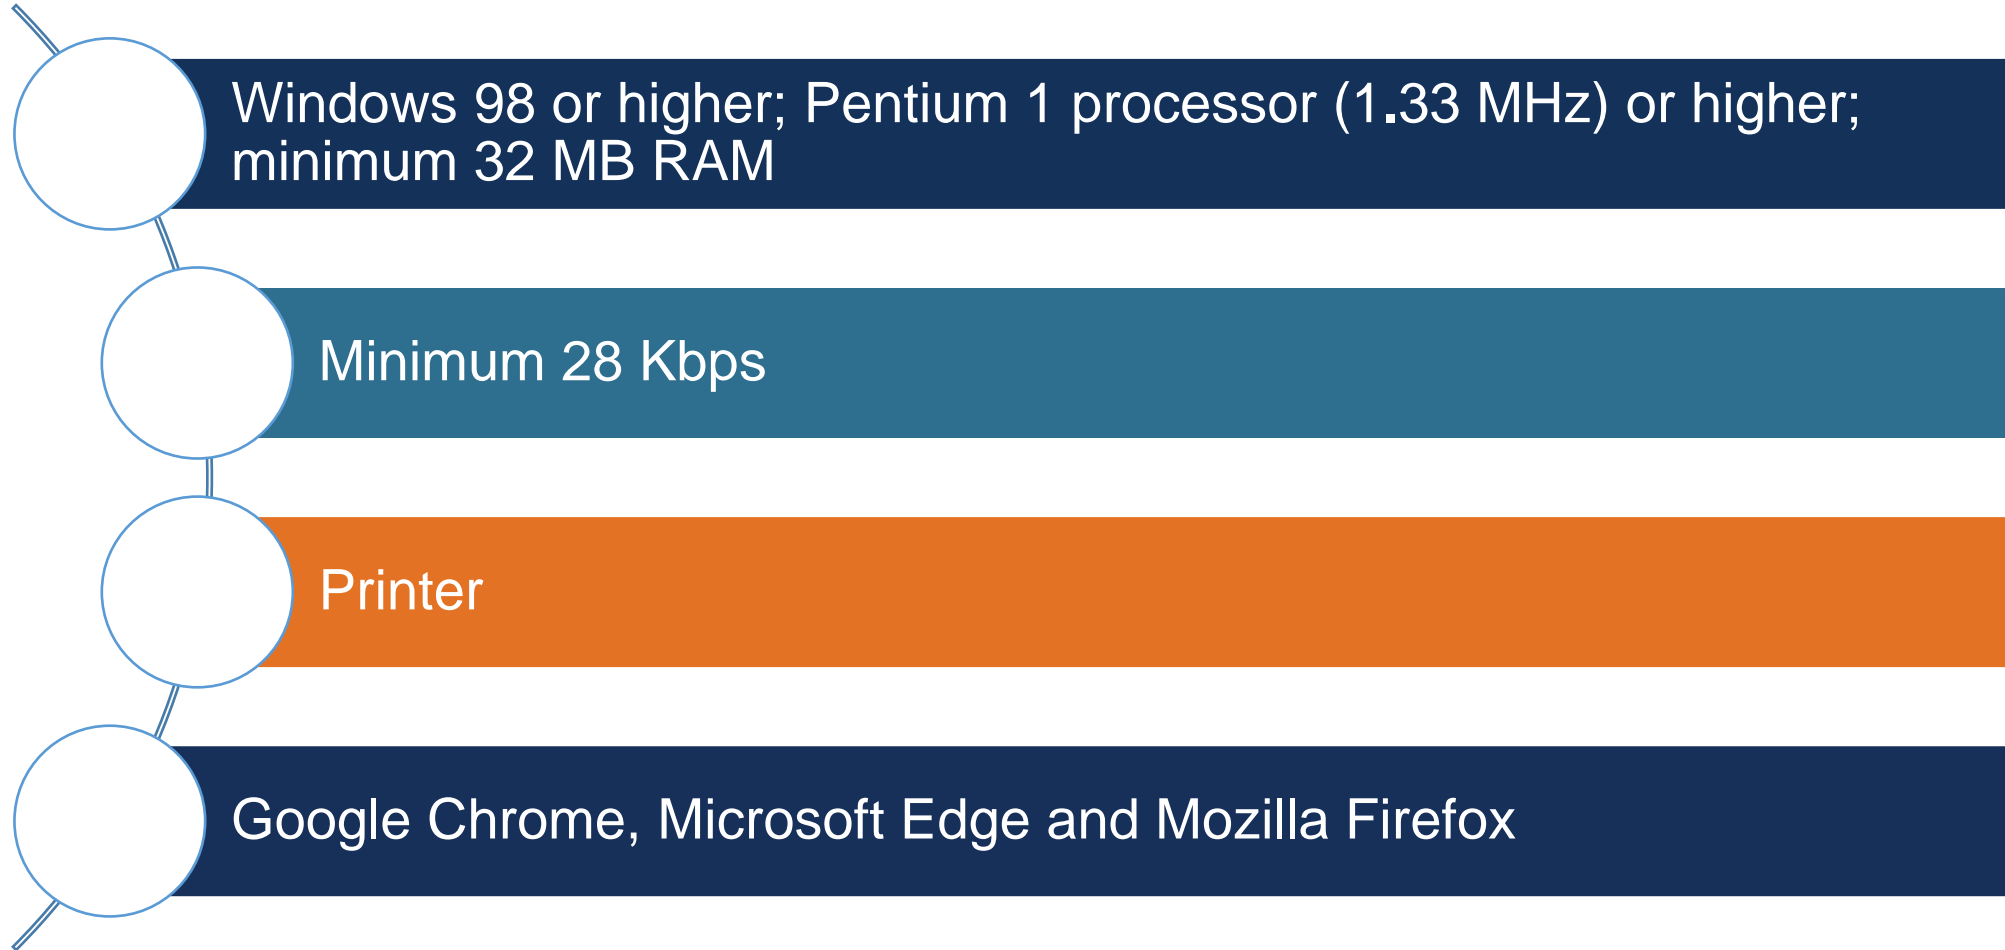 Windows 98 or higher; Pentium 1 processor (1.33 MHz) or higher;
minimum 32 MB RAM
Minimum 28 Kbps
Printer
Google Chrome, Microsoft Edge and Mozilla Firefox